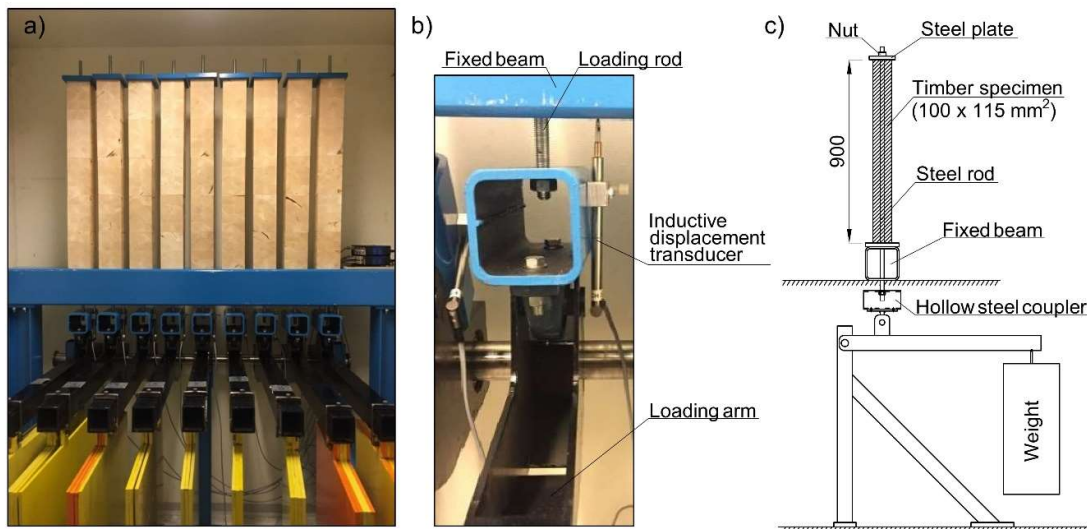 a)
b)
Fixed beam
Loading rod
Inductive
displacement
transducer
Loading arm
c)
Nut
Steel plate
Timber specimen
(100 x 115 mm²)
900
Steel rod
Fixed beam
Hollow steel coupler
Weight